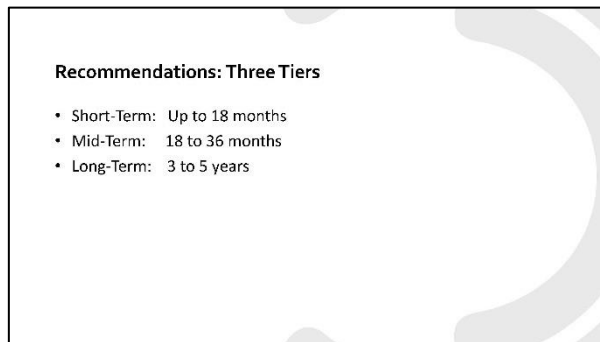 Recommendations: Three Tiers
• Short-Term: Up to 18 months
• Mid-Term: 18 to 36 months
• Long-Term: 3 to 5 years